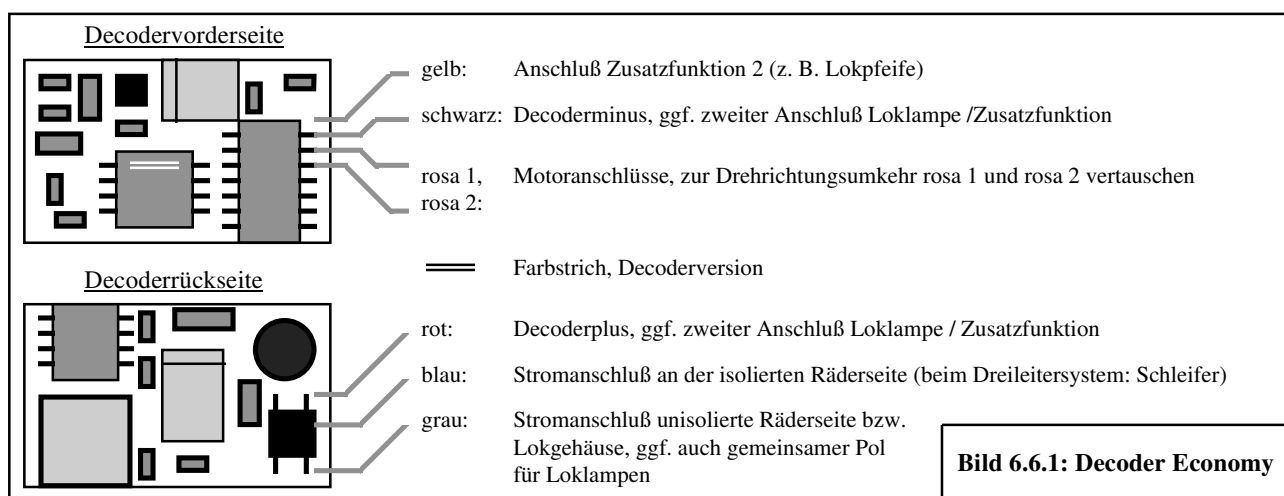 Decodervorderseite
gelb: Anschluß Zusatzfunktion 2 (z. B. Lokpfeife)
schwarz: Decoderminus, ggf. zweiter Anschluß Loklampe /Zusatzfunktion
rosa 1, Motoranschlüsse, zur Drehrichtungsumkehr rosa 1 und rosa 2 vertauschen
rosa 2:
Farbstrich, Decoderversion
Decoderrückseite
rot: Decoderplus, ggf. zweiter Anschluß Loklampe / Zusatzfunktion
blau: Stromanschluß an der isolierten Räderseite (beim Dreileitersystem: Schleifer)
grau: Stromanschluß unisolierte Räderseite bzw.
Lokgehäuse, ggf. auch gemeinsamer Pol
für Loklampen
Bild 6.6.1: Decoder Economy